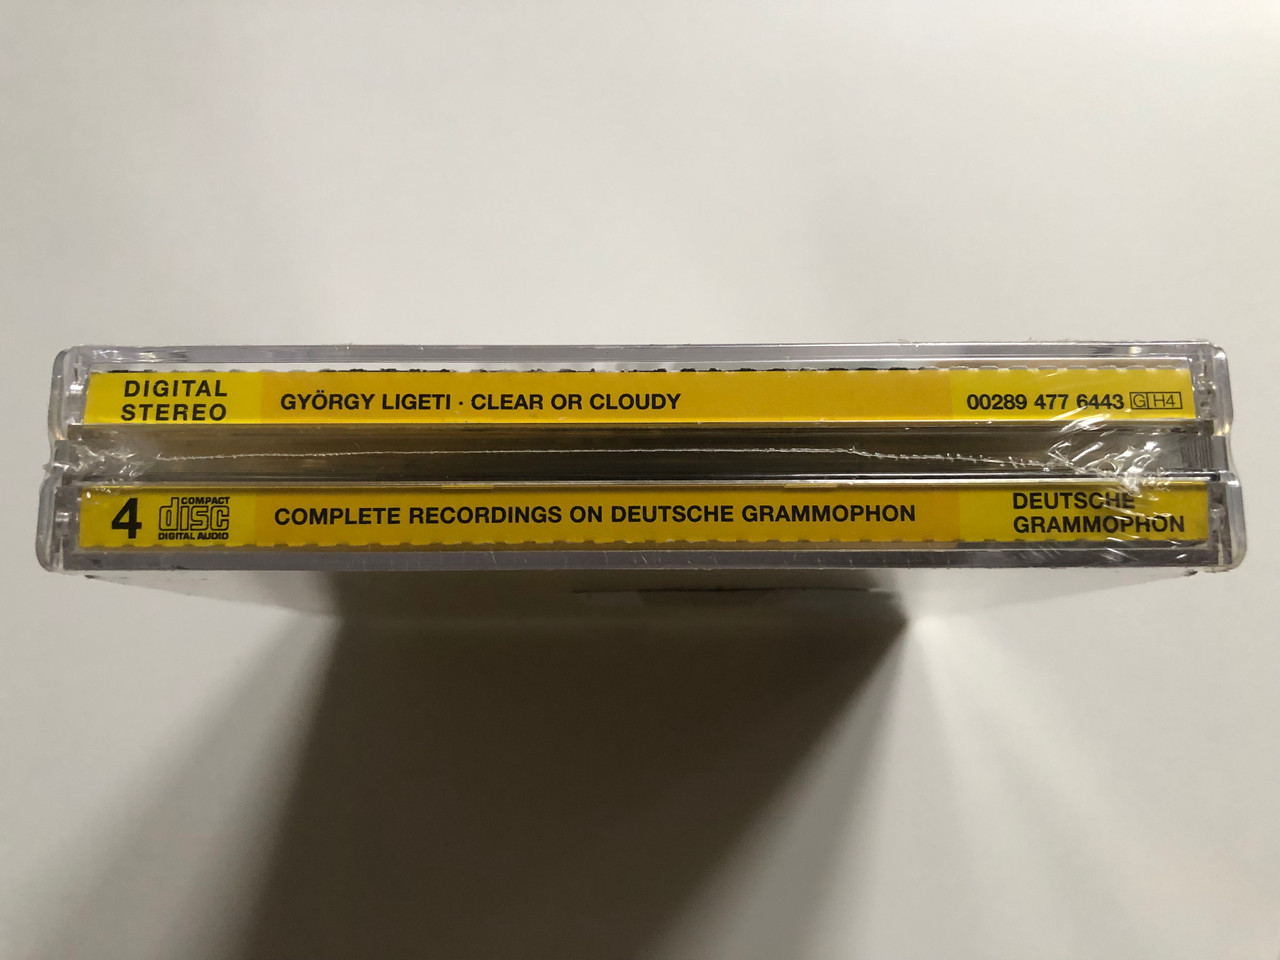 DIGITAL
STEREO
GYÖRGY LIGETI · CLEAR OR CLOUDY
00289 477 6443 G H4
4
COMPACT
disc
DIGITAL AUDIO
COMPLETE RECORDINGS ON DEUTSCHE GRAMMOPHON
DEUTSCHE
GRAMMOPHON